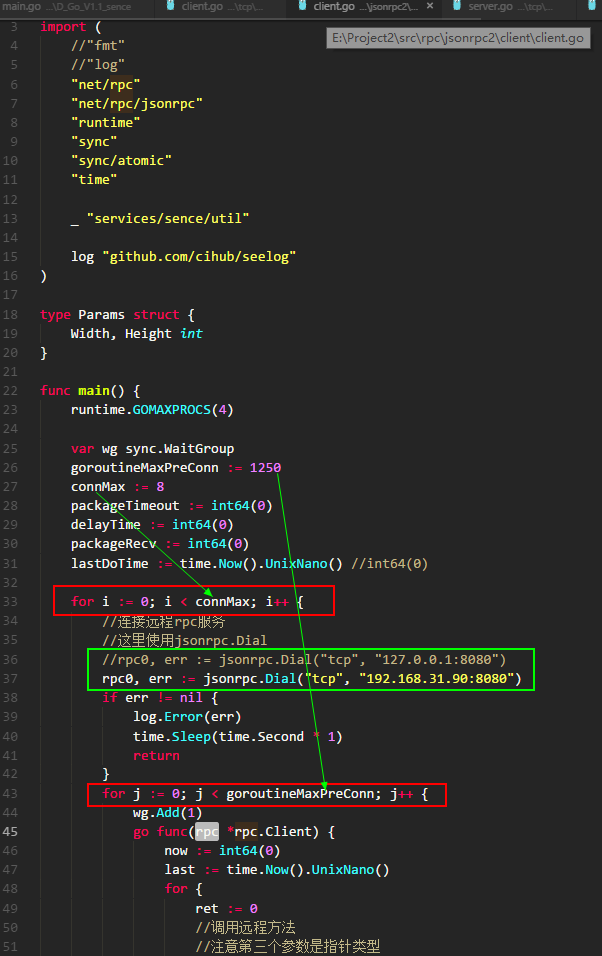 main.go ...\D_Go_V1.1_sence client.go ...\tcp\... client.go ...\jsonrpc2\... × server.go ...\tcp\...
E:\Project2\src\rpc\jsonrpc2\client\client.go
3 import (
4 //"fmt"
5 //"log"
6 "net/rpc"
7 "net/rpc/jsonrpc"
8 "runtime"
9 "sync"
10 "sync/atomic"
11 "time"
12
13 _ "services/sence/util"
14
15 log "github.com/cihub/seelog"
16 )
17
18 type Params struct {
19 Width, Height int
20 }
21
22 func main() {
23 runtime.GOMAXPROCS(4)
24
25 var wg sync.WaitGroup
26 goroutineMaxPreConn := 1250
27 connMax := 8
28 packageTimeout := int64(0)
29 delayTime := int64(0)
30 packageRecv := int64(0)
31 lastDoTime := time.Now().UnixNano() //int64(0)
32
33 for i := 0; i < connMax; i++ {
34 //连接远程rpc服务
35 //这里使用jsonrpc.Dial
36 //rpc0, err := jsonrpc.Dial("tcp", "127.0.0.1:8080")
37 rpc0, err := jsonrpc.Dial("tcp", "192.168.31.90:8080")
38 if err != nil {
39 log.Error(err)
40 time.Sleep(time.Second * 1)
41 return
42 }
43 for j := 0; j < goroutineMaxPreConn; j++ {
44 wg.Add(1)
45 go func(rpc *rpc.Client) {
46 now := int64(0)
47 last := time.Now().UnixNano()
48 for {
49 ret := 0
50 //调用远程方法
51 //注意第三个参数是指针类型